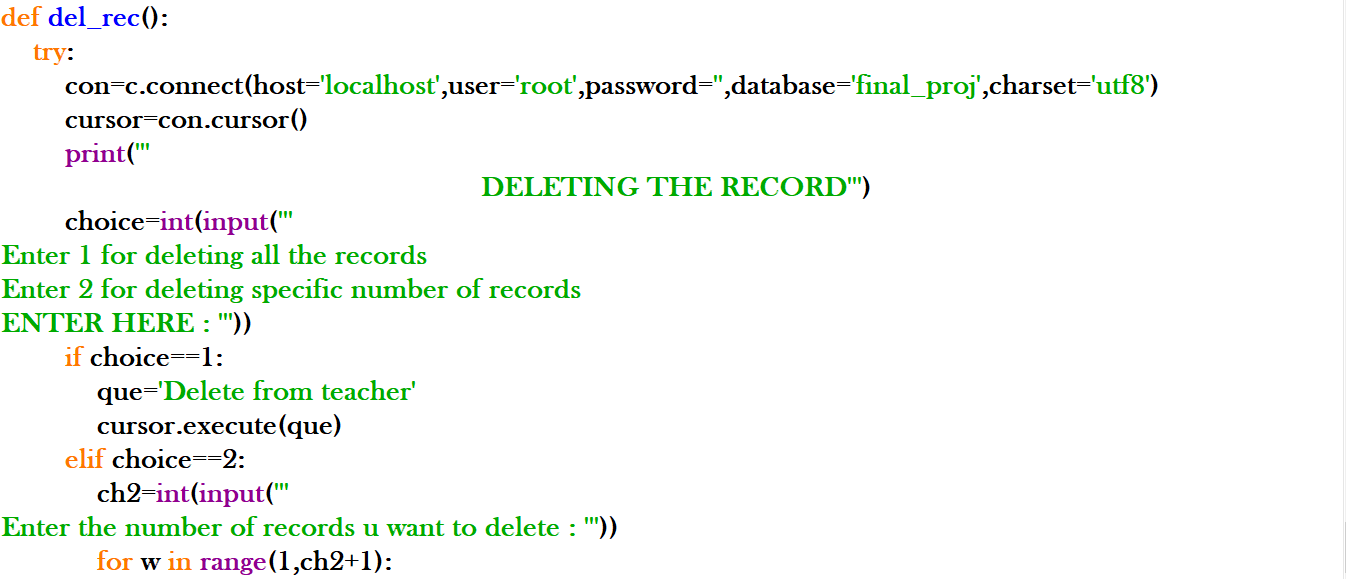 def del_rec():
try:
con=c.connect(host='localhost',user='root',password='',database='final_proj',charset='utf8')
cursor=con.cursor()
print('''
DELETING THE RECORD''')
choice=int(input('''
Enter 1 for deleting all the records
Enter 2 for deleting specific number of records
ENTER HERE : '''))
if choice==1:
que='Delete from teacher'
cursor.execute(que)
elif choice==2:
ch2=int(input('''
Enter the number of records u want to delete : '''))
for w in range(1,ch2+1):